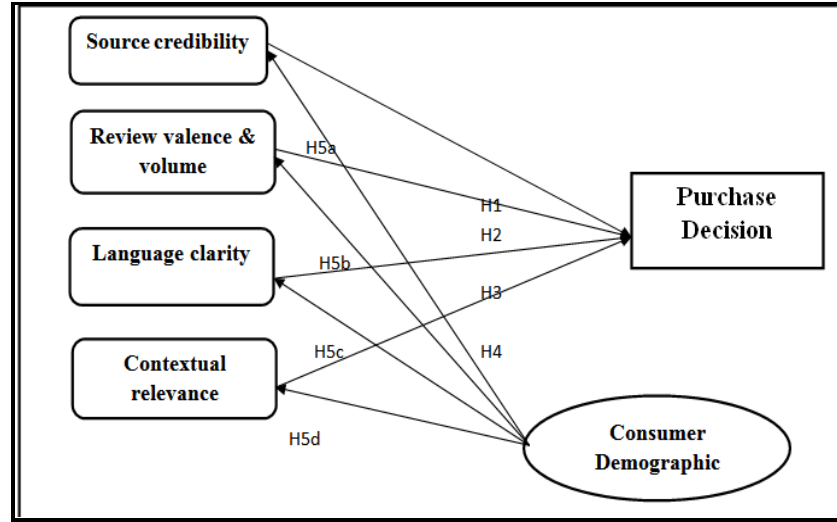 Source credibility
Review valence &
volume
H5a
Purchase
Decision
H1
H2
Language clarity
H5b
H3
Contextual
relevance
H5c
H4
H5d
Consumer
Demographic